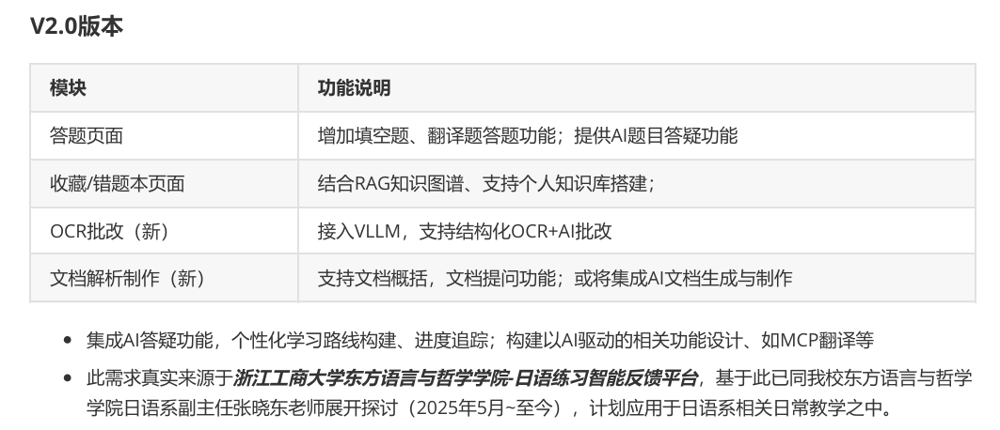 V2.0版本
模块 功能说明
答题页面 增加填空题、翻译题答题功能；提供AI题目答疑功能
收藏/错题本页面 结合RAG知识图谱、支持个人知识库搭建；
OCR批改（新） 接入VLLM，支持结构化OCR+AI批改
文档解析制作（新） 支持文档概括，文档提问功能；或将集成AI文档生成与制作
集成AI答疑功能，个性化学习路线构建、进度追踪；构建以AI驱动的相关功能设计、如MCP翻译等
此需求真实来源于浙江工商大学东方语言与哲学学院-日语练习智能反馈平台，基于此已同我校东方语言与哲学
学院日语系副主任张晓东老师展开探讨（2025年5月~至今），计划应用于日语系相关日常教学之中。